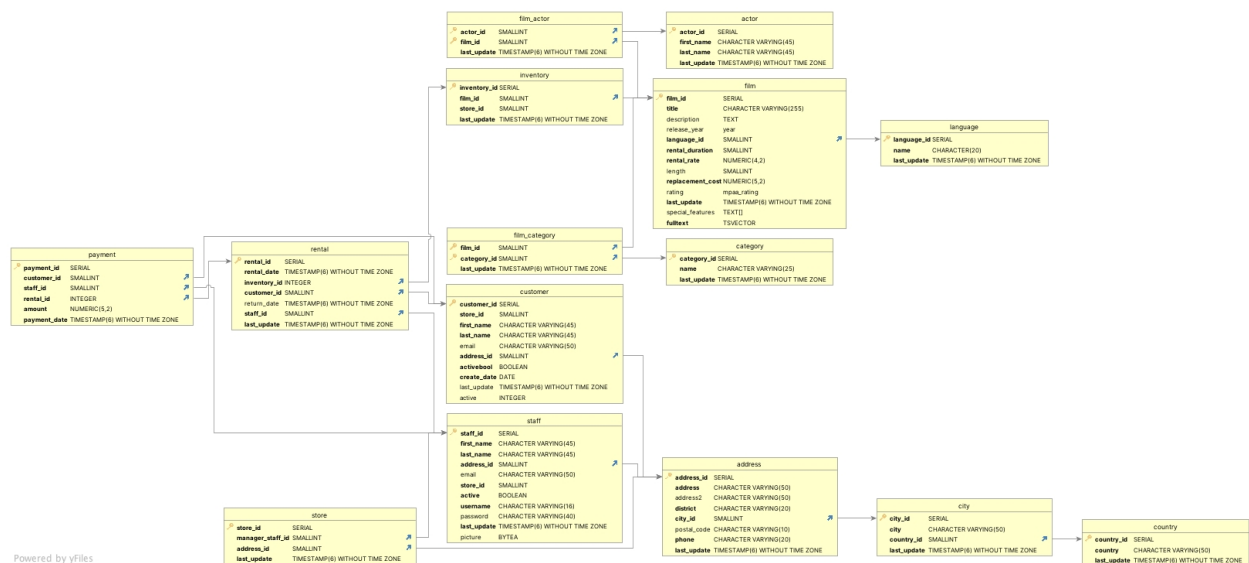 film_actor
actor_id SMALLINT
film_id SMALLINT
last_update TIMESTAMP(6) WITHOUT TIME ZONE
actor
actor_id SERIAL
first_name CHARACTER VARYING(45)
last_name CHARACTER VARYING(45)
last_update TIMESTAMP(6) WITHOUT TIME ZONE
inventory
inventory_id SERIAL
film_id SMALLINT
store_id SMALLINT
last_update TIMESTAMP(6) WITHOUT TIME ZONE
film
film_id SERIAL
title CHARACTER VARYING(255)
description TEXT
release_year year
language_id SMALLINT
rental_duration SMALLINT
rental_rate NUMERIC(4,2)
length SMALLINT
replacement_cost NUMERIC(5,2)
rating mpaa_rating
last_update TIMESTAMP(6) WITHOUT TIME ZONE
special_features TEXT[]
fulltext TSVECTOR
language
language_id SERIAL
name CHARACTER(20)
last_update TIMESTAMP(6) WITHOUT TIME ZONE
film_category
film_id SMALLINT
category_id SMALLINT
last_update TIMESTAMP(6) WITHOUT TIME ZONE
category
category_id SERIAL
name CHARACTER VARYING(25)
last_update TIMESTAMP(6) WITHOUT TIME ZONE
payment
payment_id SERIAL
customer_id SMALLINT
staff_id SMALLINT
rental_id INTEGER
amount NUMERIC(5,2)
payment_date TIMESTAMP(6) WITHOUT TIME ZONE
rental
rental_id SERIAL
rental_date TIMESTAMP(6) WITHOUT TIME ZONE
inventory_id INTEGER
customer_id SMALLINT
return_date TIMESTAMP(6) WITHOUT TIME ZONE
staff_id SMALLINT
last_update TIMESTAMP(6) WITHOUT TIME ZONE
customer
customer_id SERIAL
store_id SMALLINT
first_name CHARACTER VARYING(45)
last_name CHARACTER VARYING(45)
email CHARACTER VARYING(50)
address_id SMALLINT
activebool BOOLEAN
create_date DATE
last_update TIMESTAMP(6) WITHOUT TIME ZONE
active INTEGER
staff
staff_id SERIAL
first_name CHARACTER VARYING(45)
last_name CHARACTER VARYING(45)
address_id SMALLINT
email CHARACTER VARYING(50)
store_id SMALLINT
active BOOLEAN
username CHARACTER VARYING(16)
password CHARACTER VARYING(40)
last_update TIMESTAMP(6) WITHOUT TIME ZONE
picture BYTEA
address
address_id SERIAL
address CHARACTER VARYING(50)
address2 CHARACTER VARYING(50)
district CHARACTER VARYING(20)
city_id SMALLINT
postal_code CHARACTER VARYING(10)
phone CHARACTER VARYING(20)
last_update TIMESTAMP(6) WITHOUT TIME ZONE
store
store_id SERIAL
manager_staff_id SMALLINT
address_id SMALLINT
last_update TIMESTAMP(6) WITHOUT TIME ZONE
city
city_id SERIAL
city CHARACTER VARYING(50)
country_id SMALLINT
last_update TIMESTAMP(6) WITHOUT TIME ZONE
country
country_id SERIAL
country CHARACTER VARYING(50)
last_update TIMESTAMP(6) WITHOUT TIME ZONE
Powered by yFiles